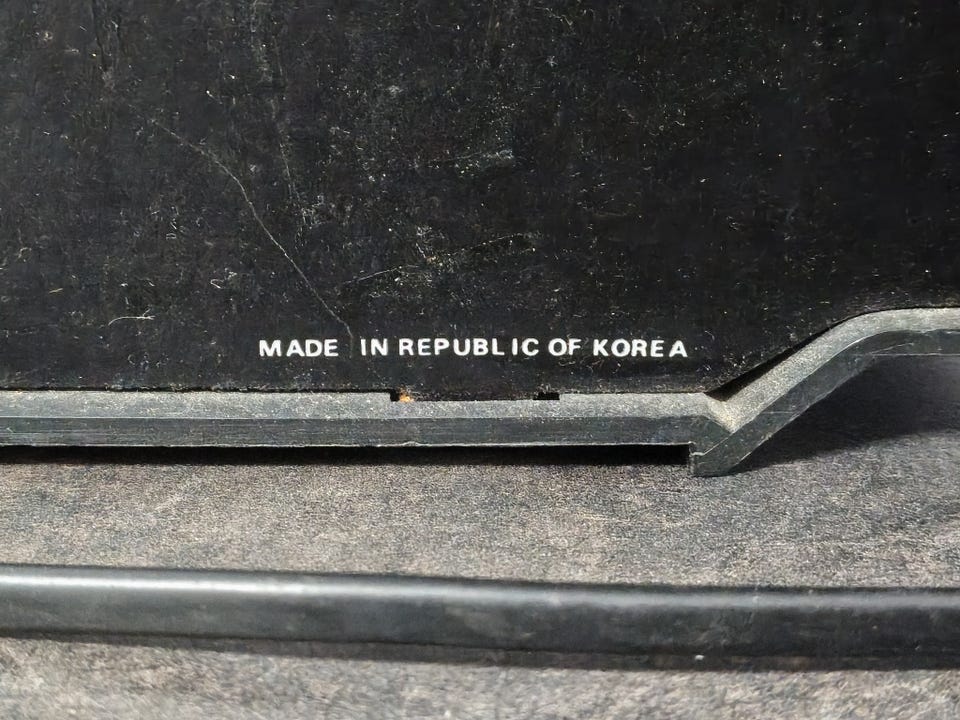 MADE IN REPUBLIC OF KOREA